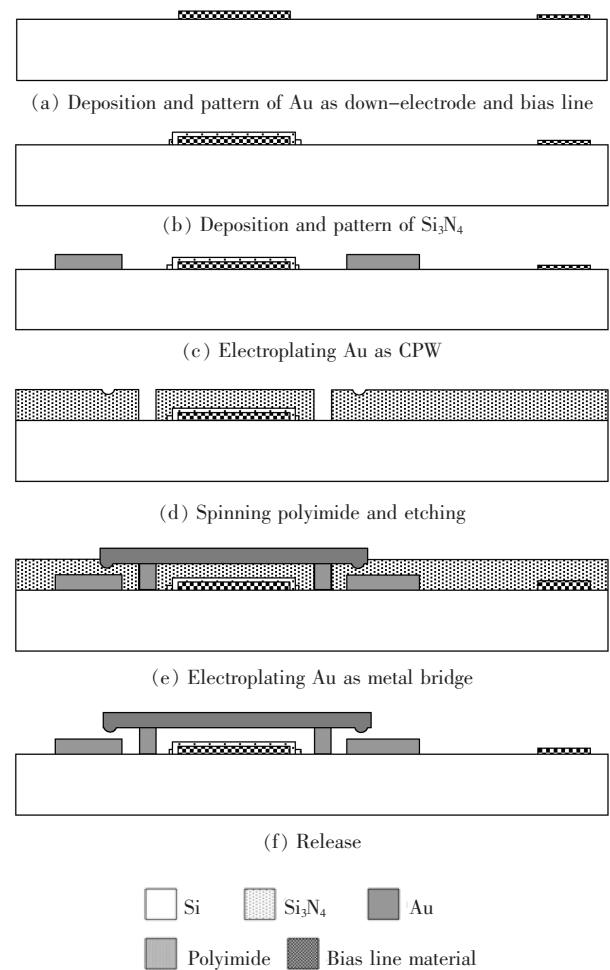 (a) Deposition and pattern of Au as down-electrode and bias line
(b) Deposition and pattern of Si₃N₄
(c) Electroplating Au as CPW
(d) Spinning polyimide and etching
(e) Electroplating Au as metal bridge
(f) Release
Si Si₃N₄ Au
Polyimide Bias line material